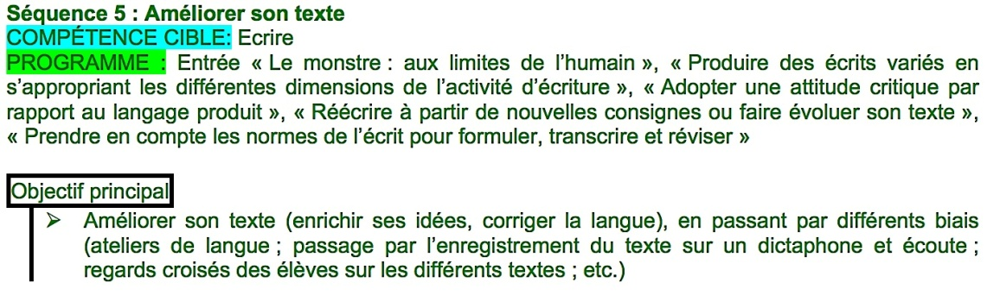 Séquence 5 : Améliorer son texte
COMPÉTENCE CIBLE: Ecrire
PROGRAMME : Entrée « Le monstre : aux limites de l’humain », « Produire des écrits variés en
s’appropriant les différentes dimensions de l’activité d’écriture », « Adopter une attitude critique par
rapport au langage produit », « Réécrire à partir de nouvelles consignes ou faire évoluer son texte »,
« Prendre en compte les normes de l’écrit pour formuler, transcrire et réviser »
Objectif principal
➢ Améliorer son texte (enrichir ses idées, corriger la langue), en passant par différents biais
(ateliers de langue ; passage par l’enregistrement du texte sur un dictaphone et écoute ;
regards croisés des élèves sur les différents textes ; etc.)